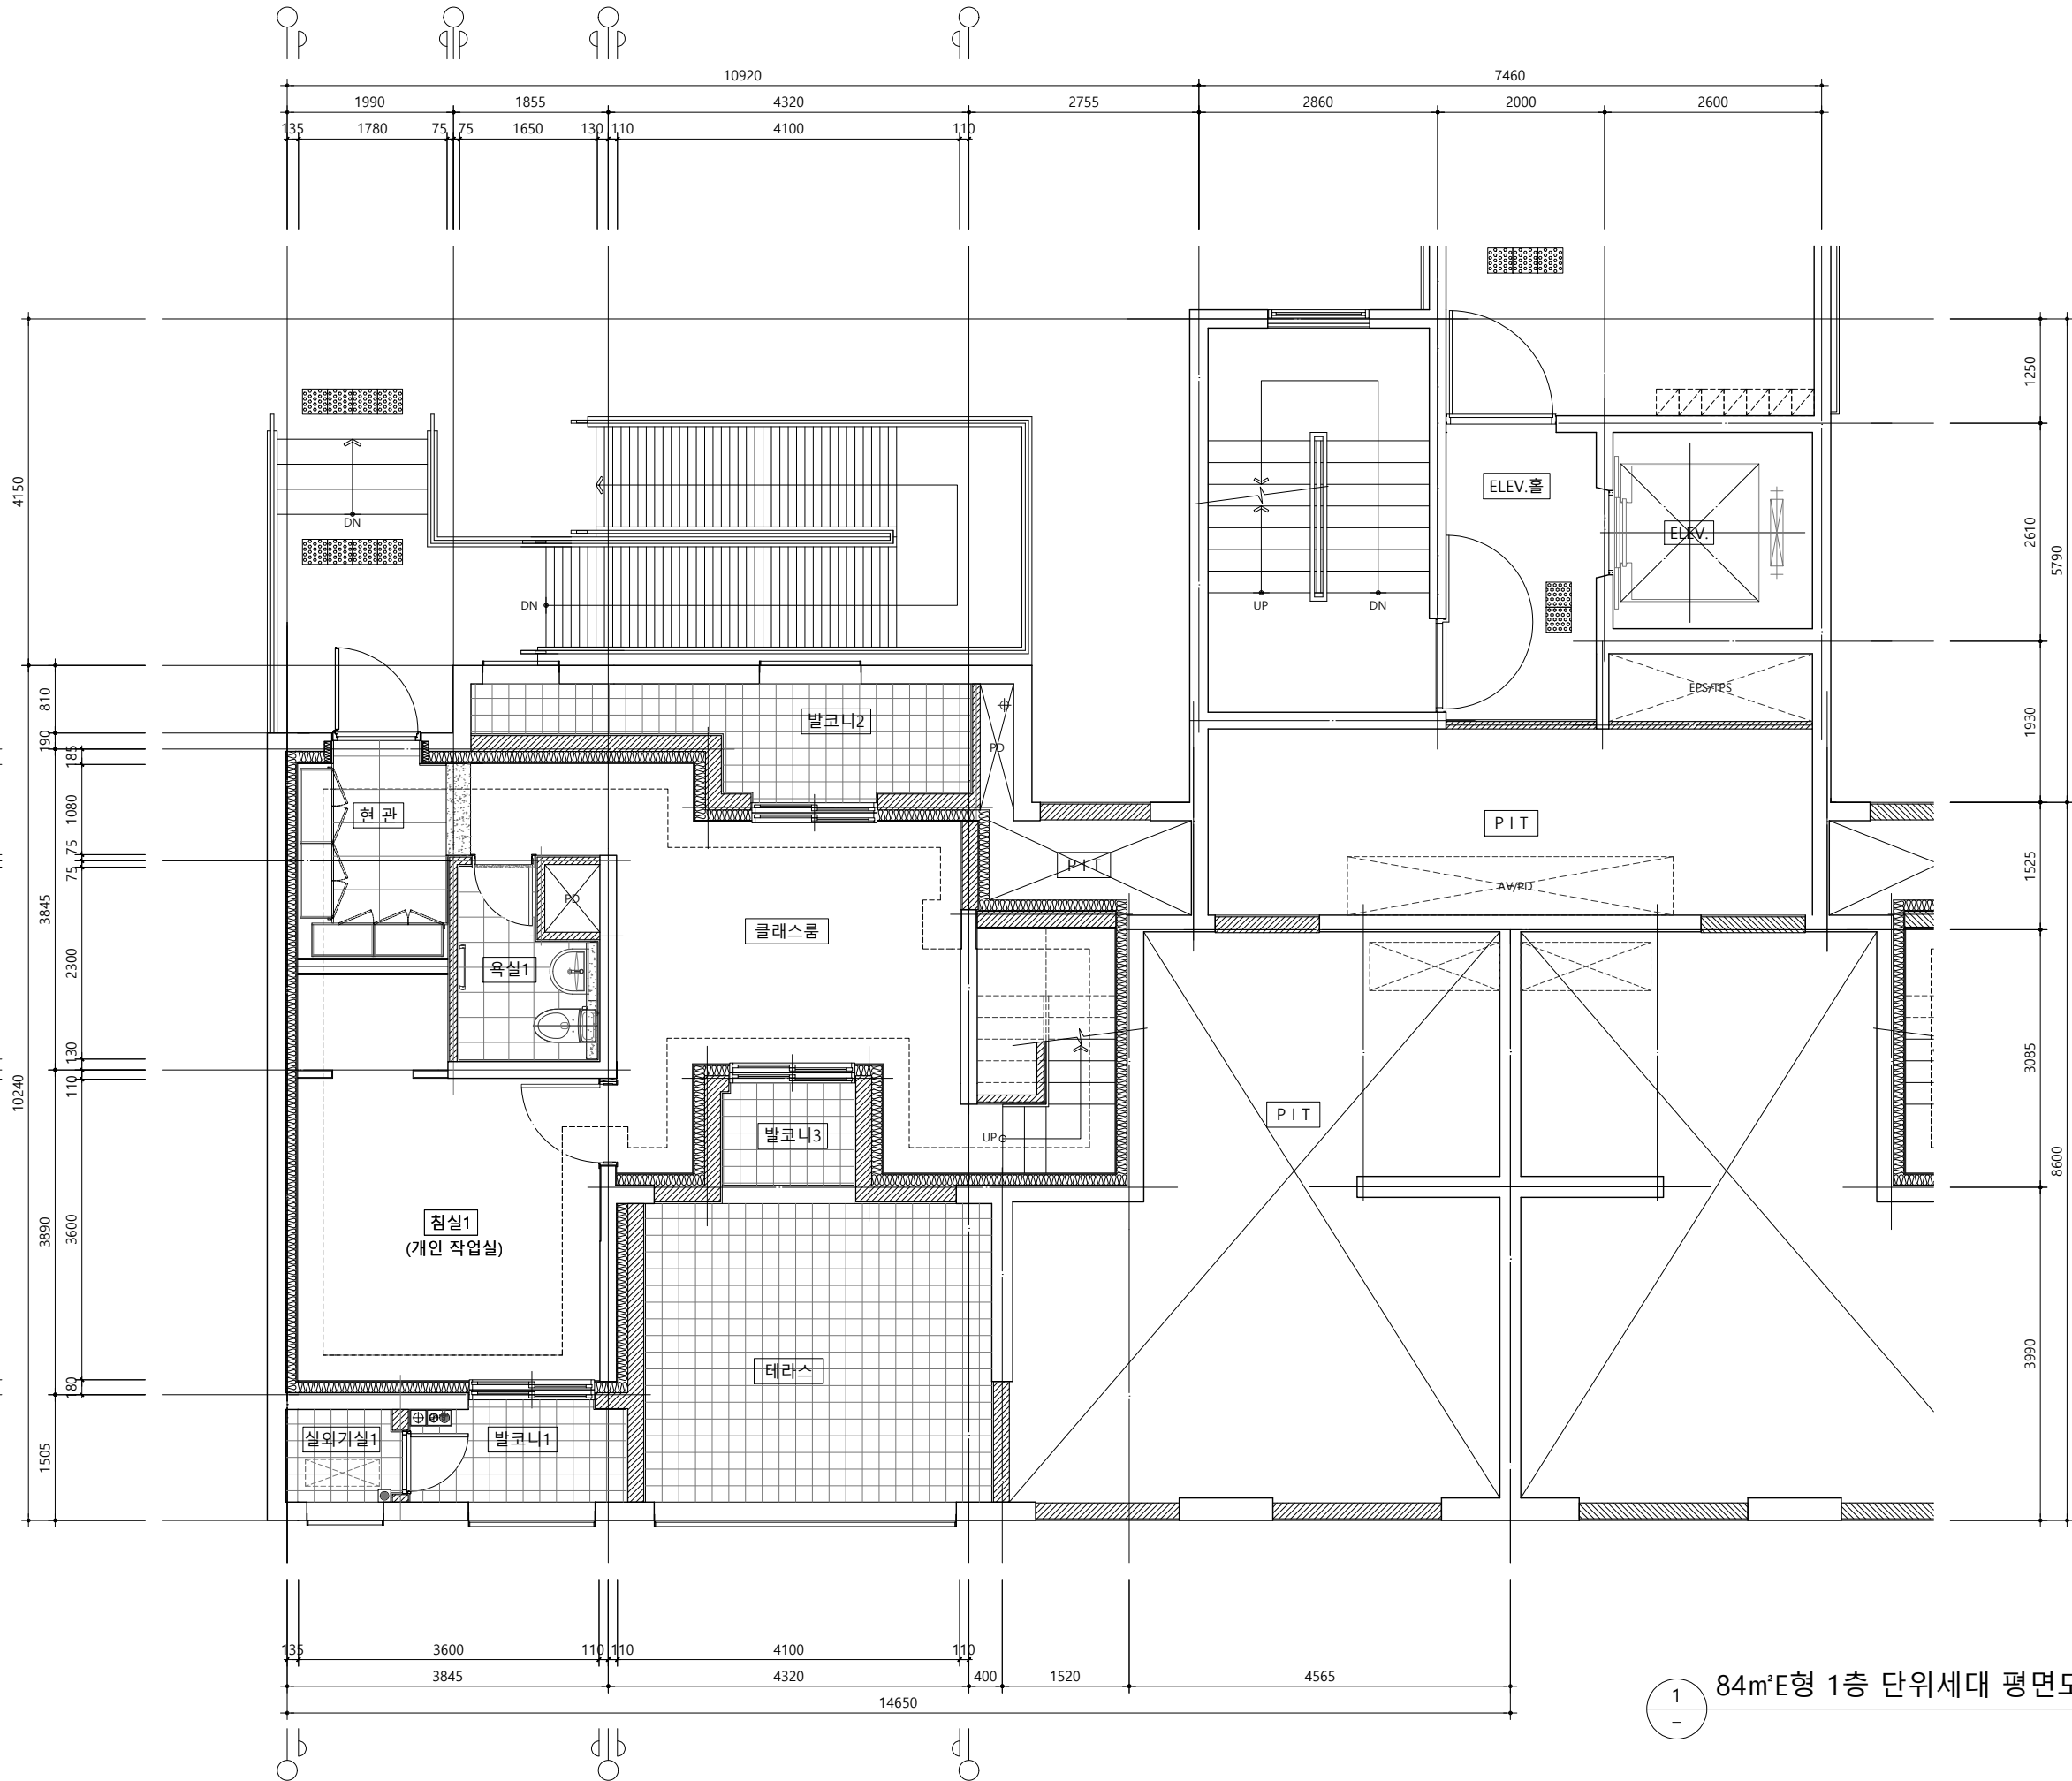 10920 7460
1990 1855 4320 2755 2860 2000 2600
135 1780 75 75 1650 130 110 4100 110
4150
10240
810
190
3845
3890
1505
185
1080
75
75
2300
130
110
3600
180
1250
2610
1930
1525
3085
3990
5790
8600
DN
DN
UP DN
ELEV.홀
ELEV.
EPS/TPS
발코니2
PD
현 관
PIT
PIT
AV/PD
PD
클래스룸
욕실1
발코니3
UP
PIT
침실1
(개인 작업실)
테라스
실외기실1
발코니1
135 3600 110 110 4100 110
3845 4320 400 1520 4565
14650
1
–
84㎡E형 1층 단위세대 평면도